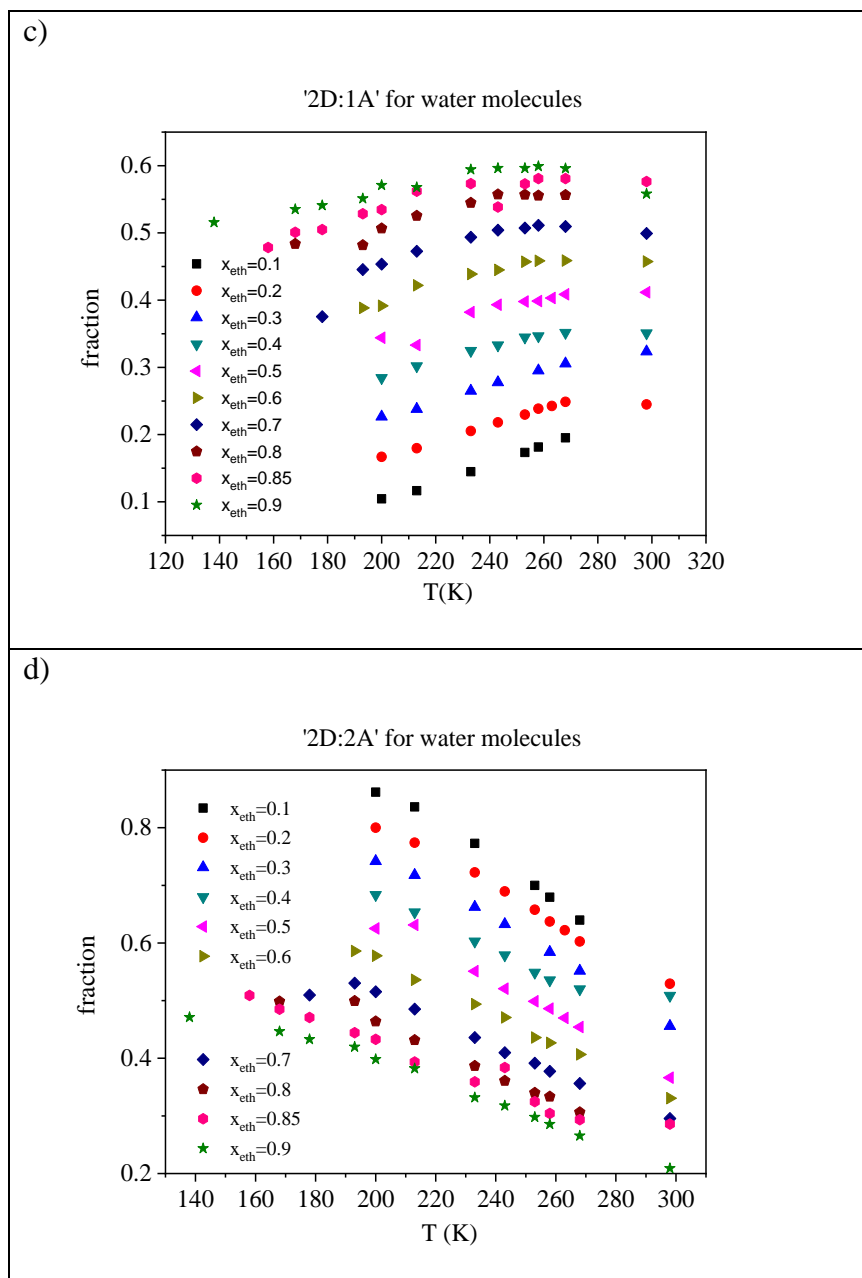 c)
'2D:1A' for water molecules
0.6
0.5
0.4
0.3
0.2
0.1
fraction
x_eth=0.1
x_eth=0.2
x_eth=0.3
x_eth=0.4
x_eth=0.5
x_eth=0.6
x_eth=0.7
x_eth=0.8
x_eth=0.85
x_eth=0.9
120 140 160 180 200 220 240 260 280 300 320
T(K)
d)
'2D:2A' for water molecules
0.8
0.6
0.4
0.2
fraction
x_eth=0.1
x_eth=0.2
x_eth=0.3
x_eth=0.4
x_eth=0.5
x_eth=0.6
x_eth=0.7
x_eth=0.8
x_eth=0.85
x_eth=0.9
140 160 180 200 220 240 260 280 300
T (K)